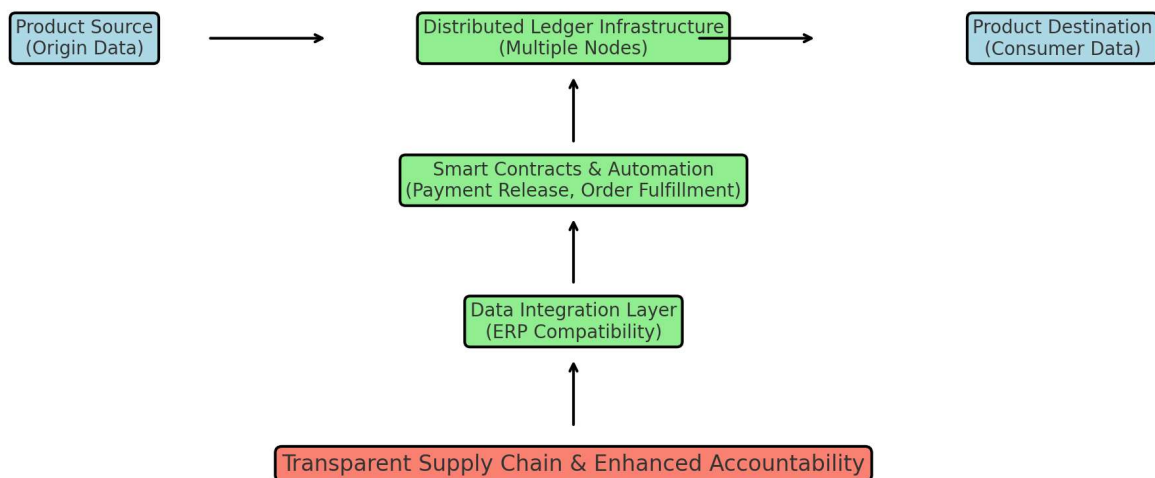 Product Source
(Origin Data)
Distributed Ledger Infrastructure
(Multiple Nodes)
Product Destination
(Consumer Data)
Smart Contracts & Automation
(Payment Release, Order Fulfillment)
Data Integration Layer
(ERP Compatibility)
Transparent Supply Chain & Enhanced Accountability